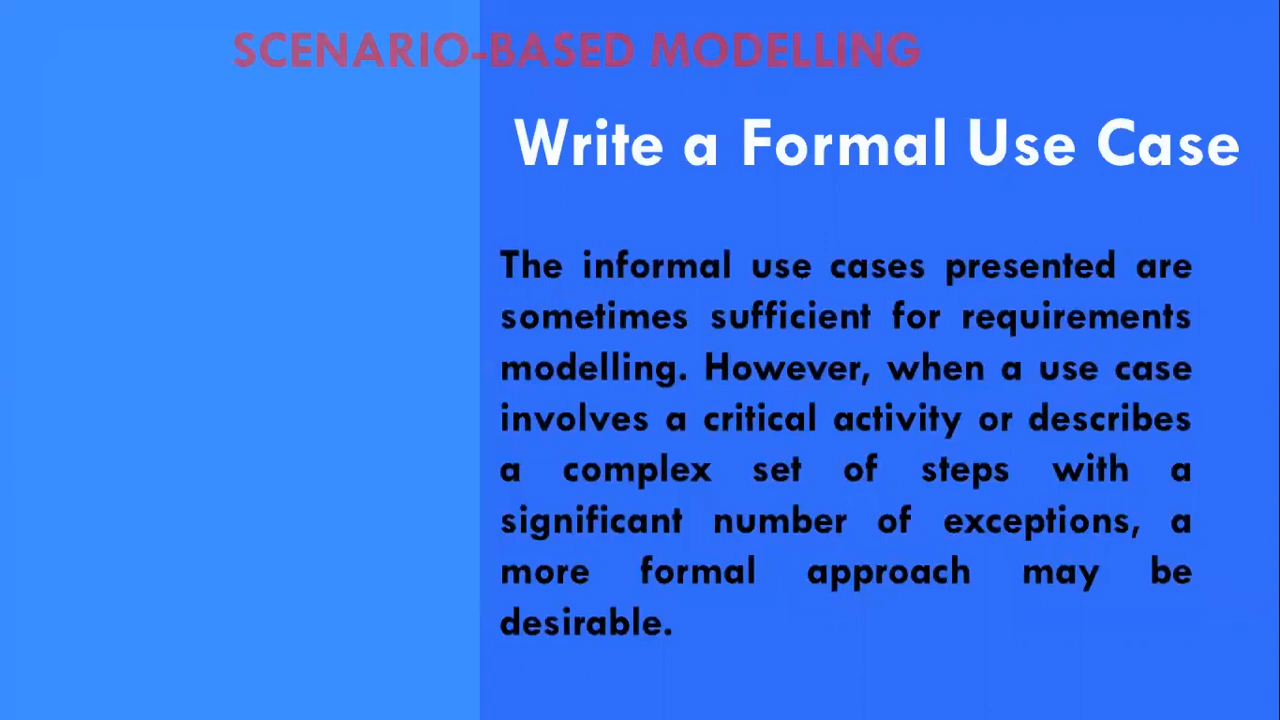 SCENARIO-BASED MODELLING
Write a Formal Use Case
The informal use cases presented are
sometimes sufficient for requirements
modelling. However, when a use case
involves a critical activity or describes
a complex set of steps with a
significant number of exceptions, a
more formal approach may be
desirable.